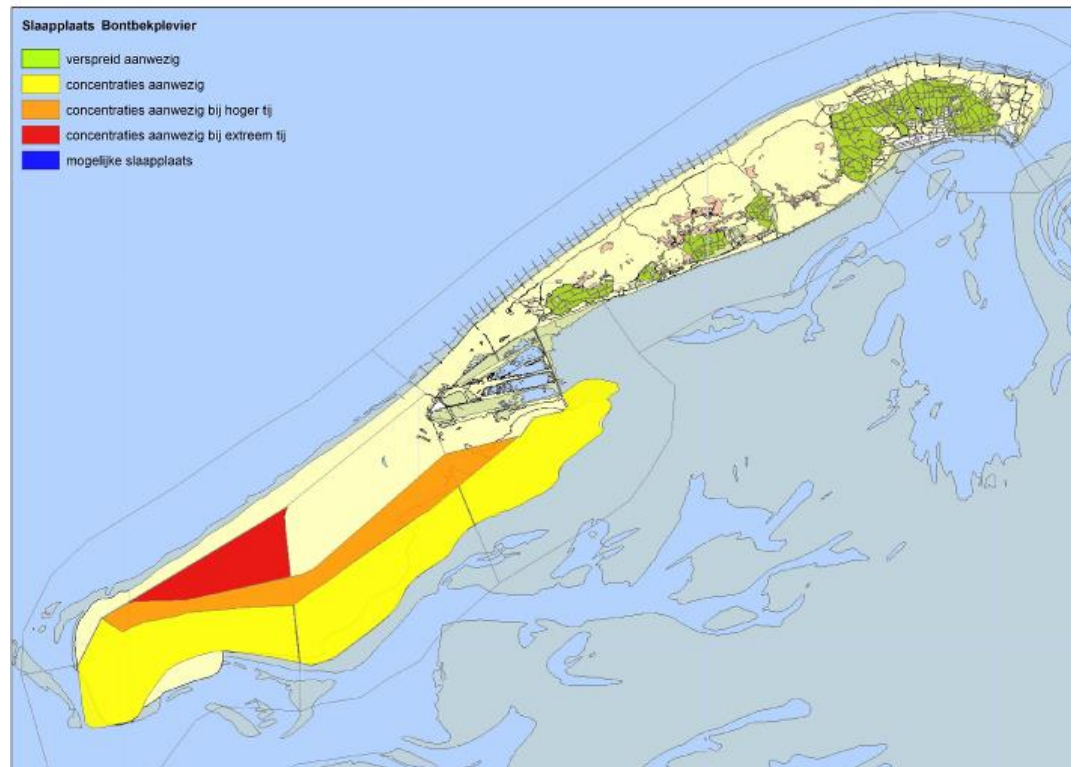 Slaapplaats Bontbekplevier
verspreid aanwezig
concentraties aanwezig
concentraties aanwezig bij hoger tij
concentraties aanwezig bij extreem tij
mogelijke slaapplaats